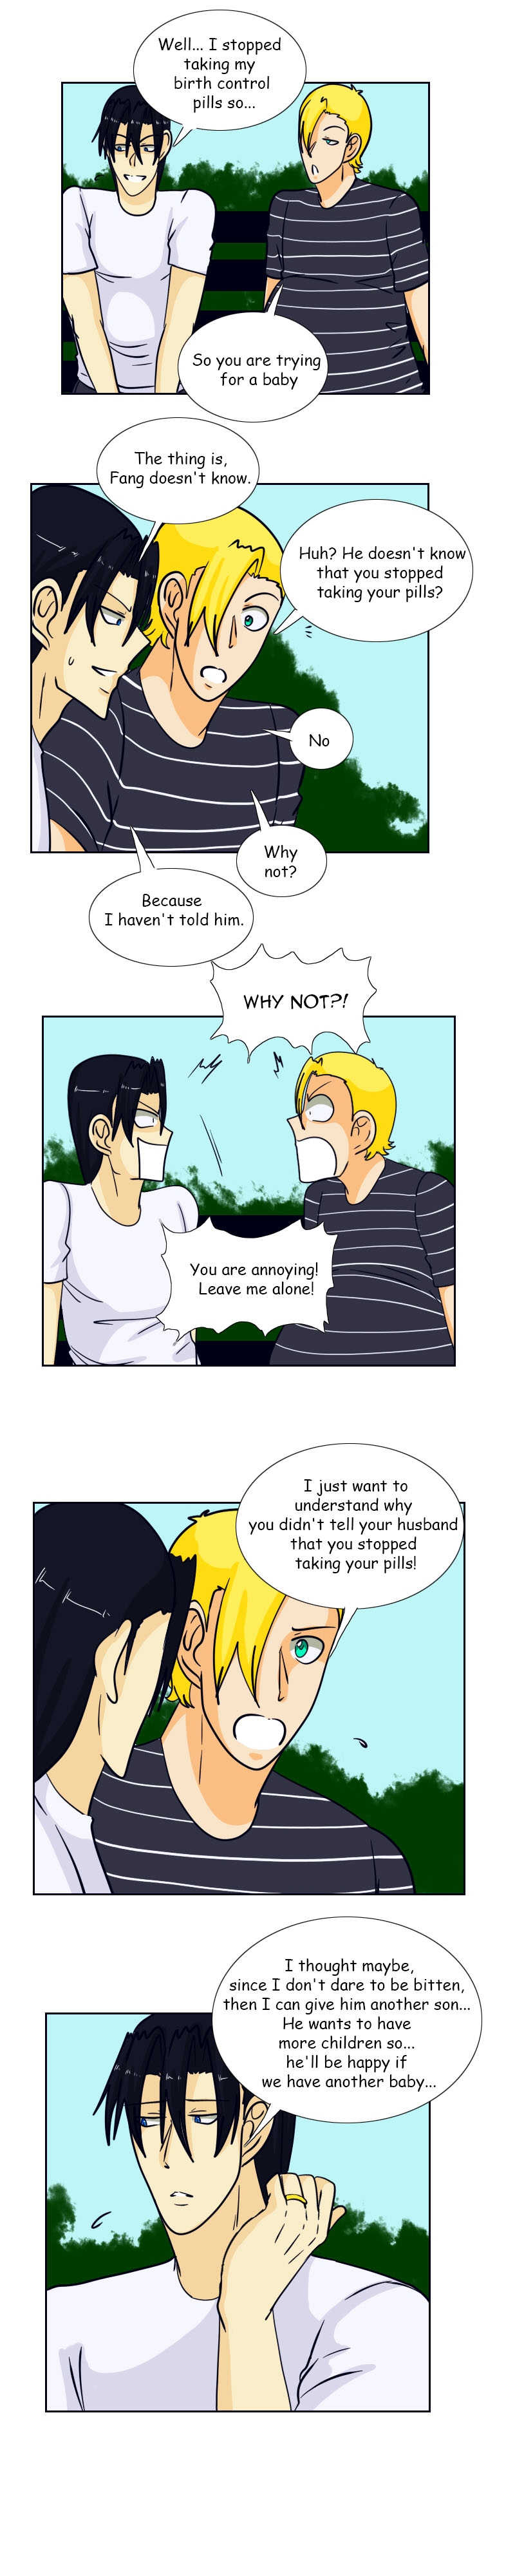 Well... I stopped
taking my
birth control
pills so...
So you are trying
for a baby
The thing is,
Fang doesn't know.
Huh? He doesn't know
that you stopped
taking your pills?
No
Why
not?
Because
I haven't told him.
WHY NOT?!
You are annoying!
Leave me alone!
I just want to
understand why
you didn't tell your husband
that you stopped
taking your pills!
I thought maybe,
since I don't dare to be bitten,
then I can give him another son...
He wants to have
more children so...
he'll be happy if
we have another baby...